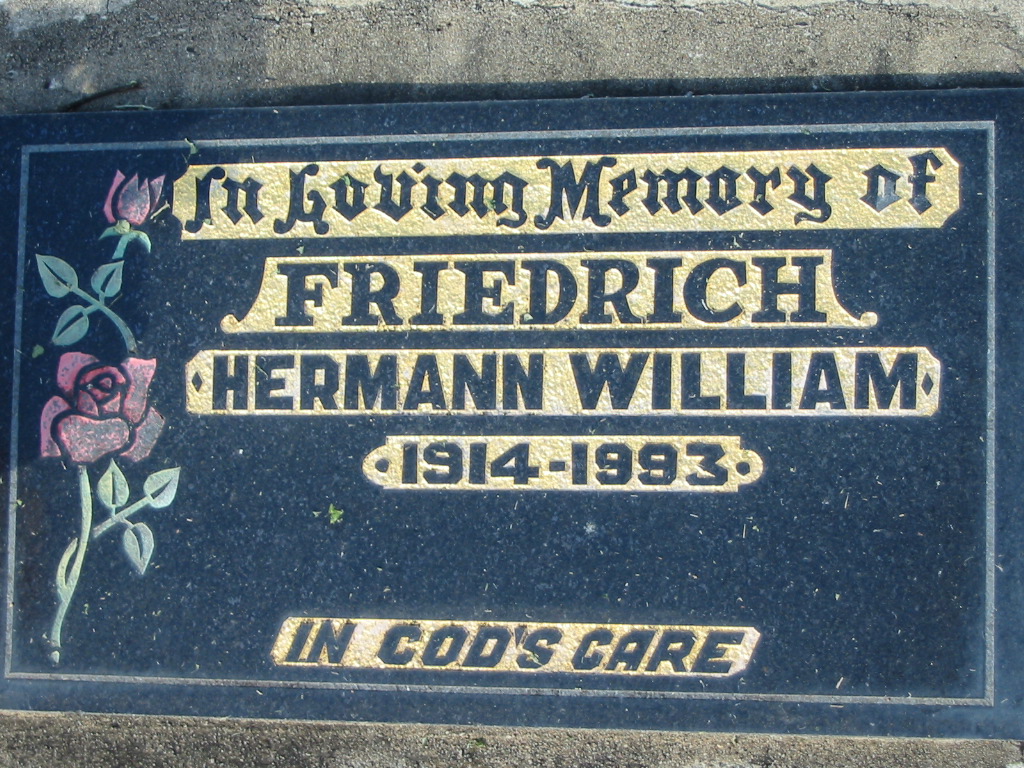 In Loving Memory of
FRIEDRICH
HERMANN WILLIAM
1914-1993
IN GOD'S CARE